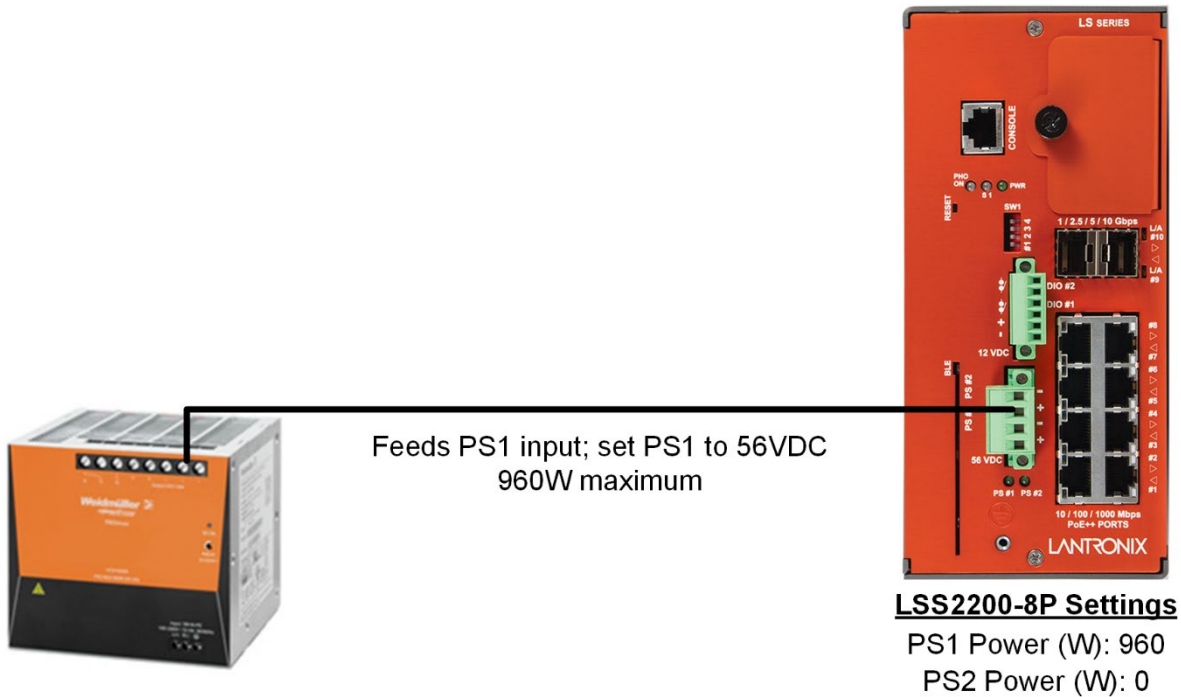 LS SERIES
CONSOLE
PHO
ON
S 1
PWR
RESET
SW1
#1 2 3 4
1 / 2.5 / 5 / 10 Gbps
L/A
#10
L/A
#9
DIO #2
DIO #1
+
-
12 VDC
#8
#7
#6
#5
#4
#3
#2
#1
BLE
PS #2
PS #
-
+
-
+
56 VDC
PS #1 PS #2
10 / 100 / 1000 Mbps
PoE++ PORTS
LANTRONIX
Feeds PS1 input; set PS1 to 56VDC
960W maximum
Weidmüller
LSS2200-8P Settings
PS1 Power (W): 960
PS2 Power (W): 0